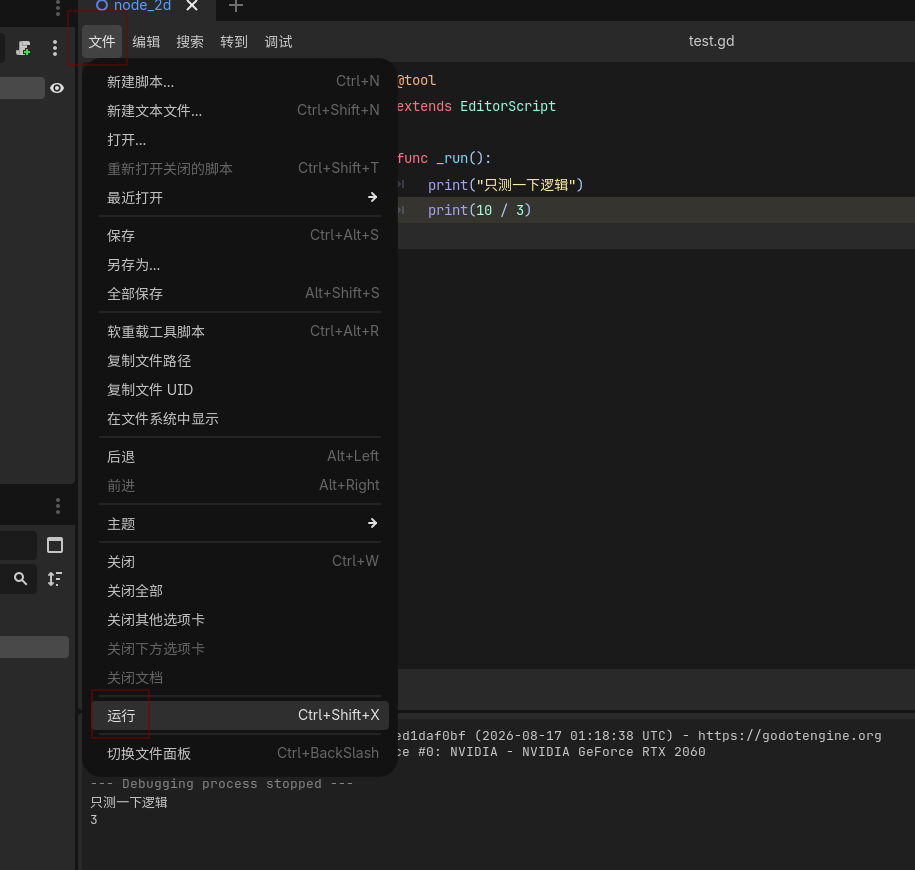 node_2d
文件 编辑 搜索 转到 调试 test.gd
新建脚本... Ctrl+N
新建文本文件... Ctrl+Shift+N
打开...
重新打开关闭的脚本 Ctrl+Shift+T
最近打开
保存 Ctrl+Alt+S
另存为...
全部保存 Alt+Shift+S
软重载工具脚本 Ctrl+Alt+R
复制文件路径
复制文件 UID
在文件系统中显示
后退 Alt+Left
前进 Alt+Right
主题
关闭 Ctrl+W
关闭全部
关闭其他选项卡
关闭下方选项卡
关闭文档
运行 Ctrl+Shift+X
切换文件面板 Ctrl+BackSlash
@tool
extends EditorScript
func _run():
print("只测一下逻辑")
print(10 / 3)
ed1daf0bf (2026-08-17 01:18:38 UTC) - https://godotengine.org
ce #0: NVIDIA - NVIDIA GeForce RTX 2060
--- Debugging process stopped ---
只测一下逻辑
3